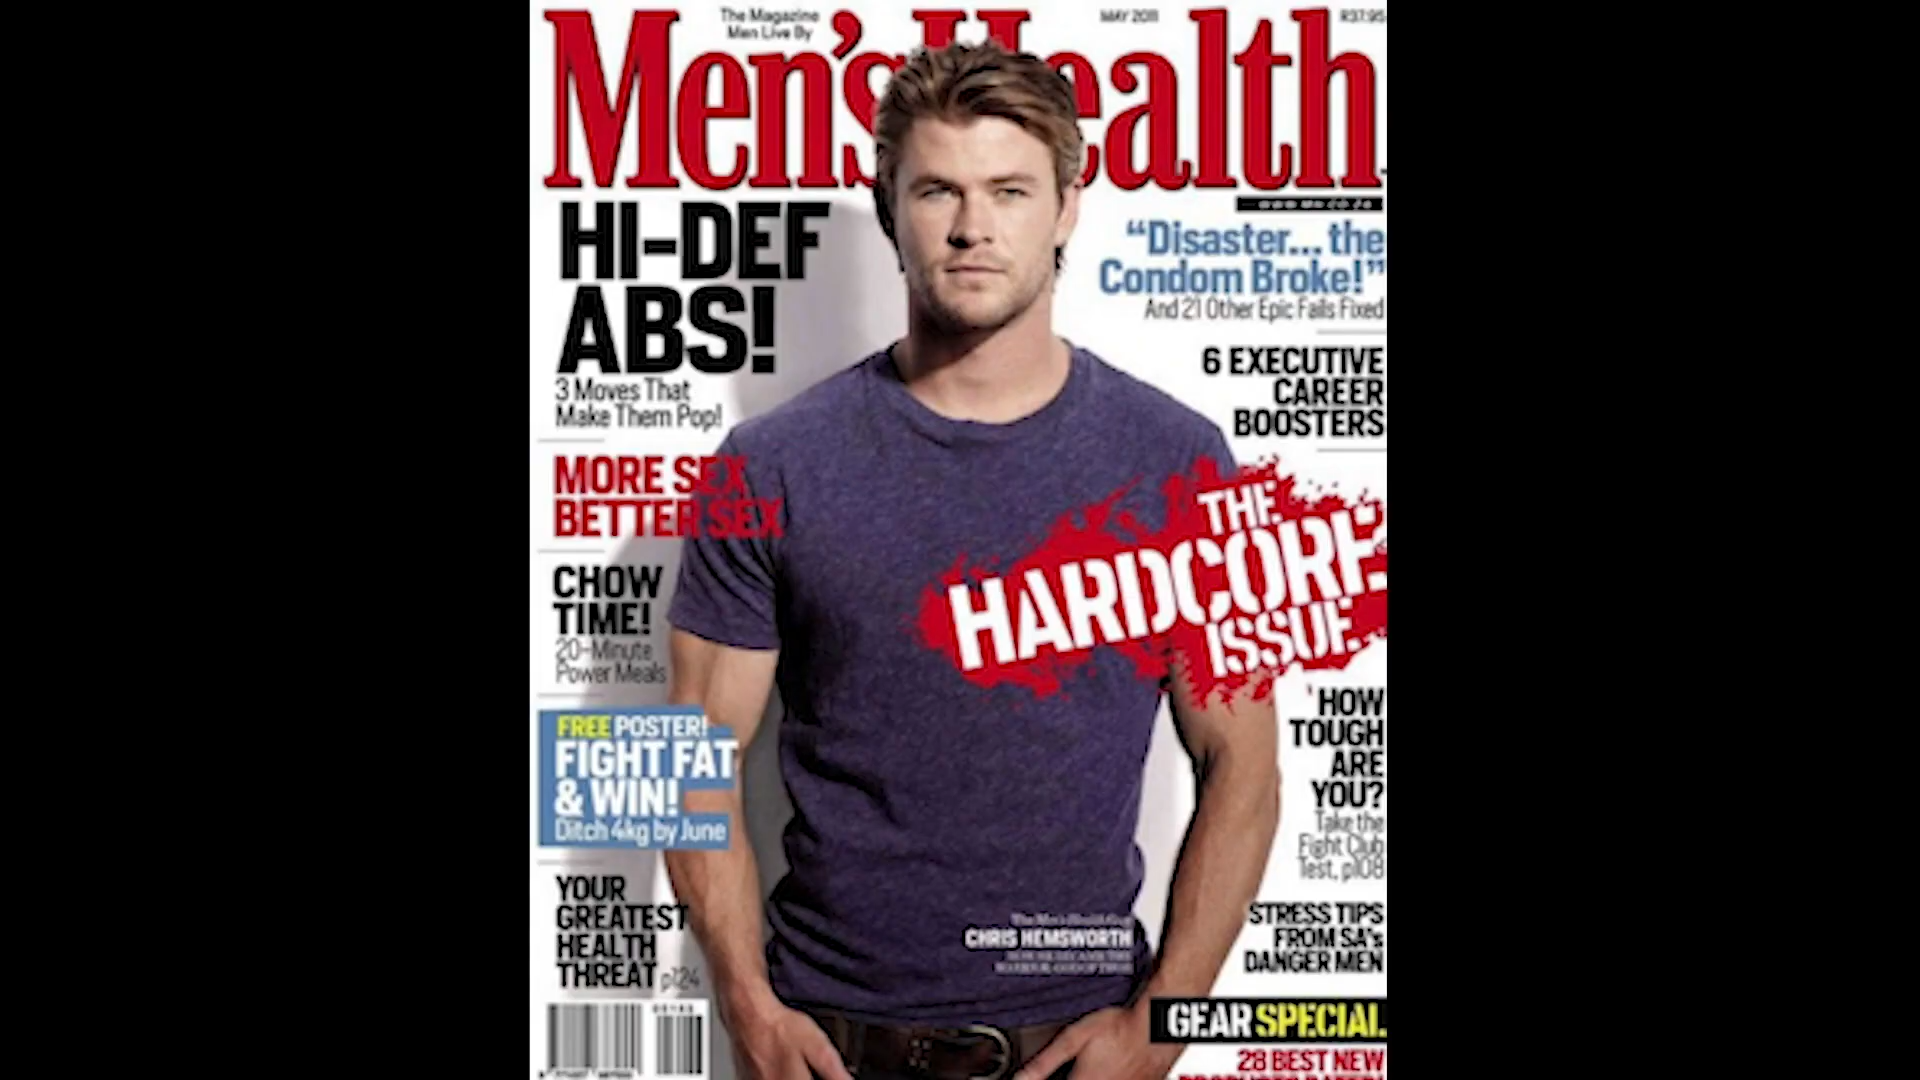 The Magazine
Men Live By
MAY 2011
R37.95
Men's Health
HI-DEF
ABS!
3 Moves That
Make Them Pop!
MORE SEX
BETTER SEX
CHOW
TIME!
20-Minute
Power Meals
FREE POSTER!
FIGHT FAT
& WIN!
Ditch 4kg by June
YOUR
GREATEST
HEALTH
THREAT p124
“Disaster... the
Condom Broke!”
And 21 Other Epic Fails Fixed
6 EXECUTIVE
CAREER
BOOSTERS
THE
HARDCORE
ISSUE
HOW
TOUGH
ARE
YOU?
Take the
Fight Club
Test, p108
The Men's Health Guy
CHRIS HEMSWORTH
STRESS TIPS
FROM SA's
DANGER MEN
GEAR SPECIAL
28 BEST NEW